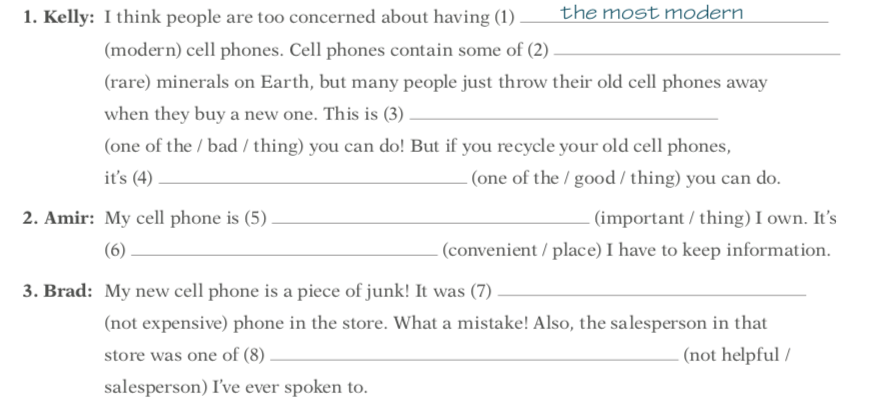 1. Kelly: I think people are too concerned about having (1) the most modern
(modern) cell phones. Cell phones contain some of (2)
(rare) minerals on Earth, but many people just throw their old cell phones away
when they buy a new one. This is (3)
(one of the / bad / thing) you can do! But if you recycle your old cell phones,
it's (4) (one of the / good / thing) you can do.
2. Amir: My cell phone is (5) (important / thing) I own. It's
(6) (convenient / place) I have to keep information.
3. Brad: My new cell phone is a piece of junk! It was (7)
(not expensive) phone in the store. What a mistake! Also, the salesperson in that
store was one of (8) (not helpful /
salesperson) I've ever spoken to.